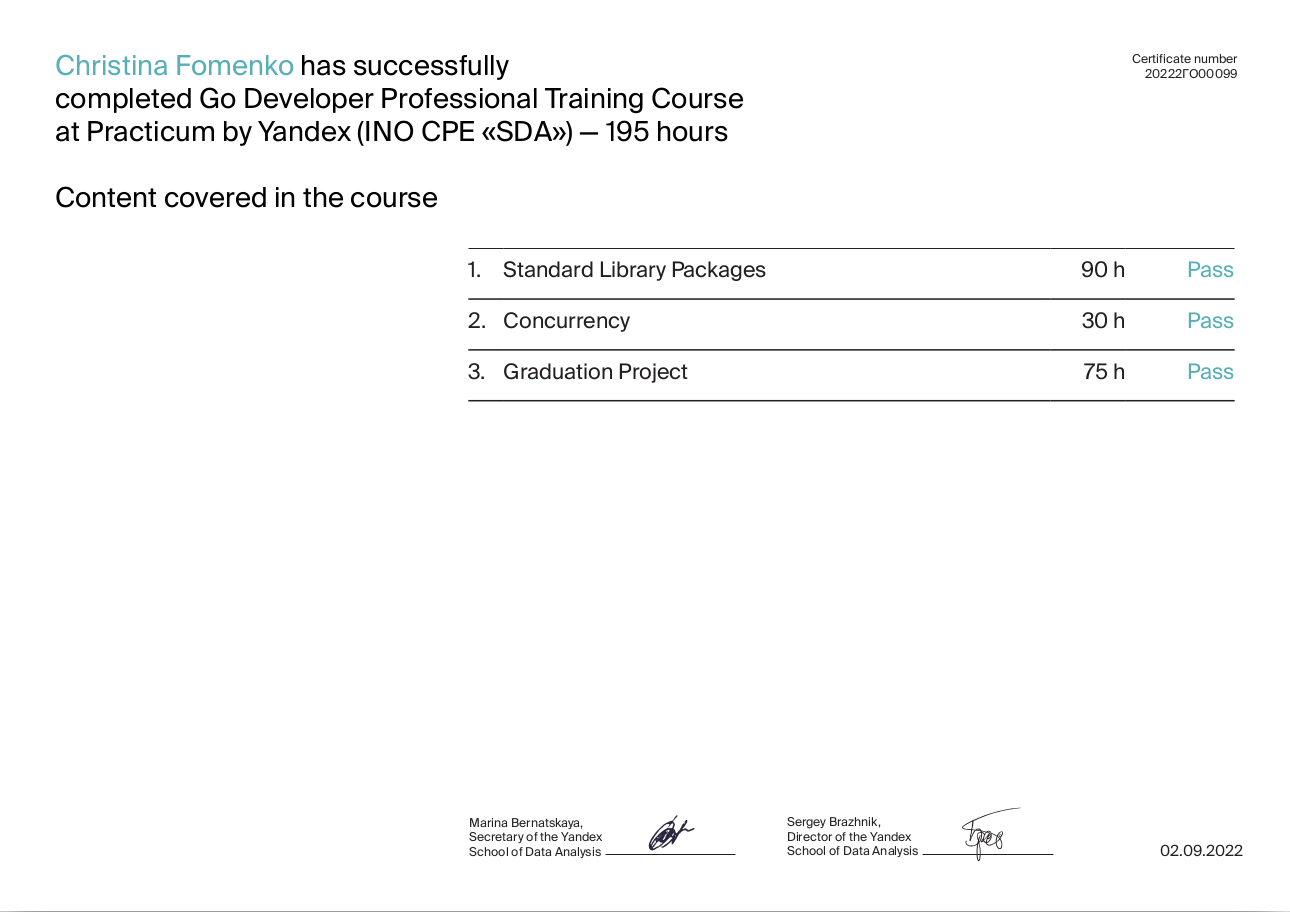 Christina Fomenko has successfully
completed Go Developer Professional Training Course
at Practicum by Yandex (INO CPE «SDA») — 195 hours
Certificate number
20222ГО00099
Content covered in the course
1. Standard Library Packages 90 h Pass
2. Concurrency 30 h Pass
3. Graduation Project 75 h Pass
Marina Bernatskaya,
Secretary of the Yandex
School of Data Analysis
Sergey Brazhnik,
Director of the Yandex
School of Data Analysis
02.09.2022